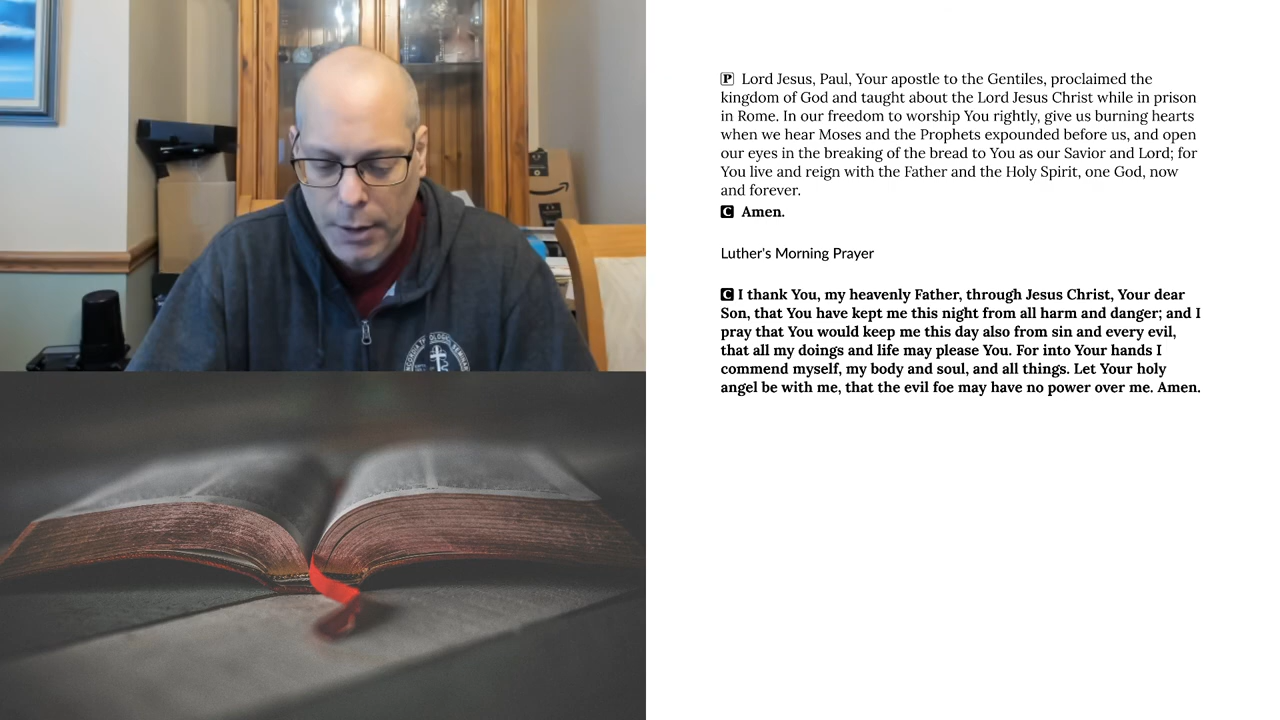 P Lord Jesus, Paul, Your apostle to the Gentiles, proclaimed the
kingdom of God and taught about the Lord Jesus Christ while in prison
in Rome. In our freedom to worship You rightly, give us burning hearts
when we hear Moses and the Prophets expounded before us, and open
our eyes in the breaking of the bread to You as our Savior and Lord; for
You live and reign with the Father and the Holy Spirit, one God, now
and forever.
C Amen.
Luther's Morning Prayer
C I thank You, my heavenly Father, through Jesus Christ, Your dear
Son, that You have kept me this night from all harm and danger; and I
pray that You would keep me this day also from sin and every evil,
that all my doings and life may please You. For into Your hands I
commend myself, my body and soul, and all things. Let Your holy
angel be with me, that the evil foe may have no power over me. Amen.